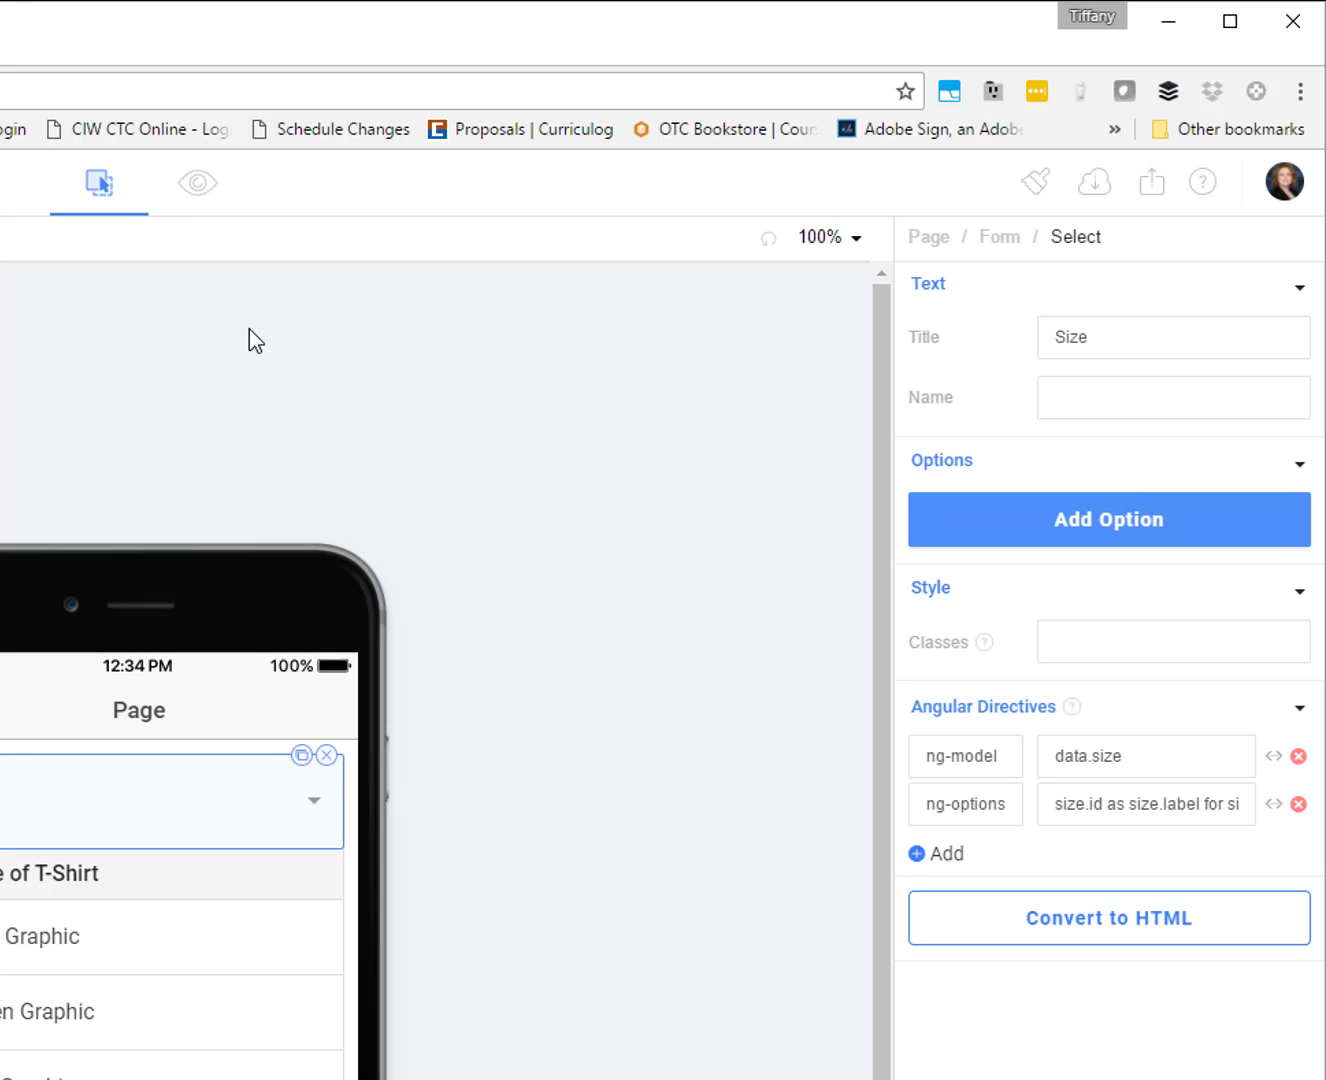 Tiffany
ogin CIW CTC Online - Log Schedule Changes Proposals | Curriculog OTC Bookstore | Cour Adobe Sign, an Adob » Other bookmarks
100% Page / Form / Select
Text
Title Size
Name
Options
Add Option
Style
Classes ?
12:34 PM 100%
Page
Angular Directives ?
ng-model data.size
ng-options size.id as size.label for si
Add
e of T-Shirt
Graphic
Convert to HTML
en Graphic